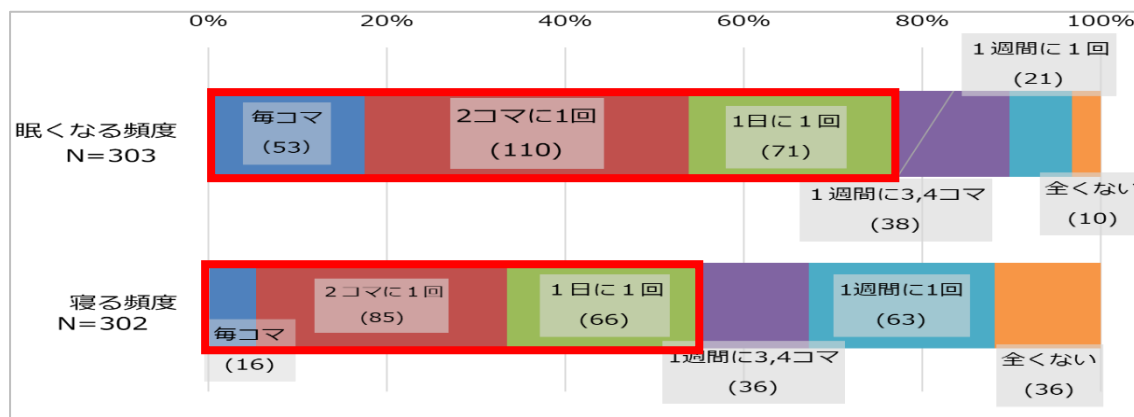 0%
20%
40%
60%
80%
100%
眠くなる頻度
N=303
毎コマ
(53)
2コマに1回
(110)
1日に1回
(71)
1週間に3,4コマ
(38)
1週間に1回
(21)
全くない
(10)
寝る頻度
N=302
毎コマ
(16)
2コマに1回
(85)
1日に1回
(66)
1週間に3,4コマ
(36)
1週間に1回
(63)
全くない
(36)